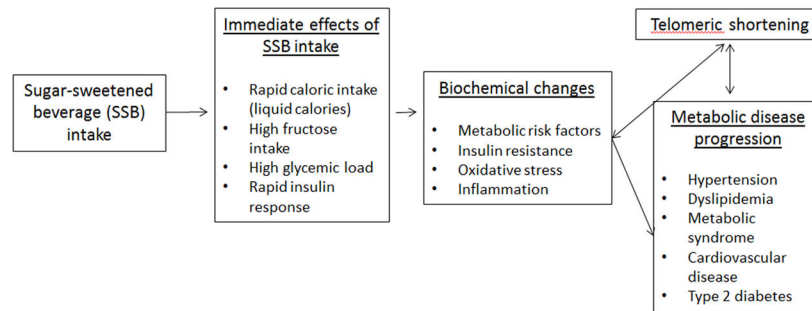 Sugar-sweetened
beverage (SSB)
intake
Immediate effects of
SSB intake
• Rapid caloric intake
(liquid calories)
• High fructose
intake
• High glycemic load
• Rapid insulin
response
Biochemical changes
• Metabolic risk factors
• Insulin resistance
• Oxidative stress
• Inflammation
Telomeric shortening
Metabolic disease
progression
• Hypertension
• Dyslipidemia
• Metabolic
syndrome
• Cardiovascular
disease
• Type 2 diabetes